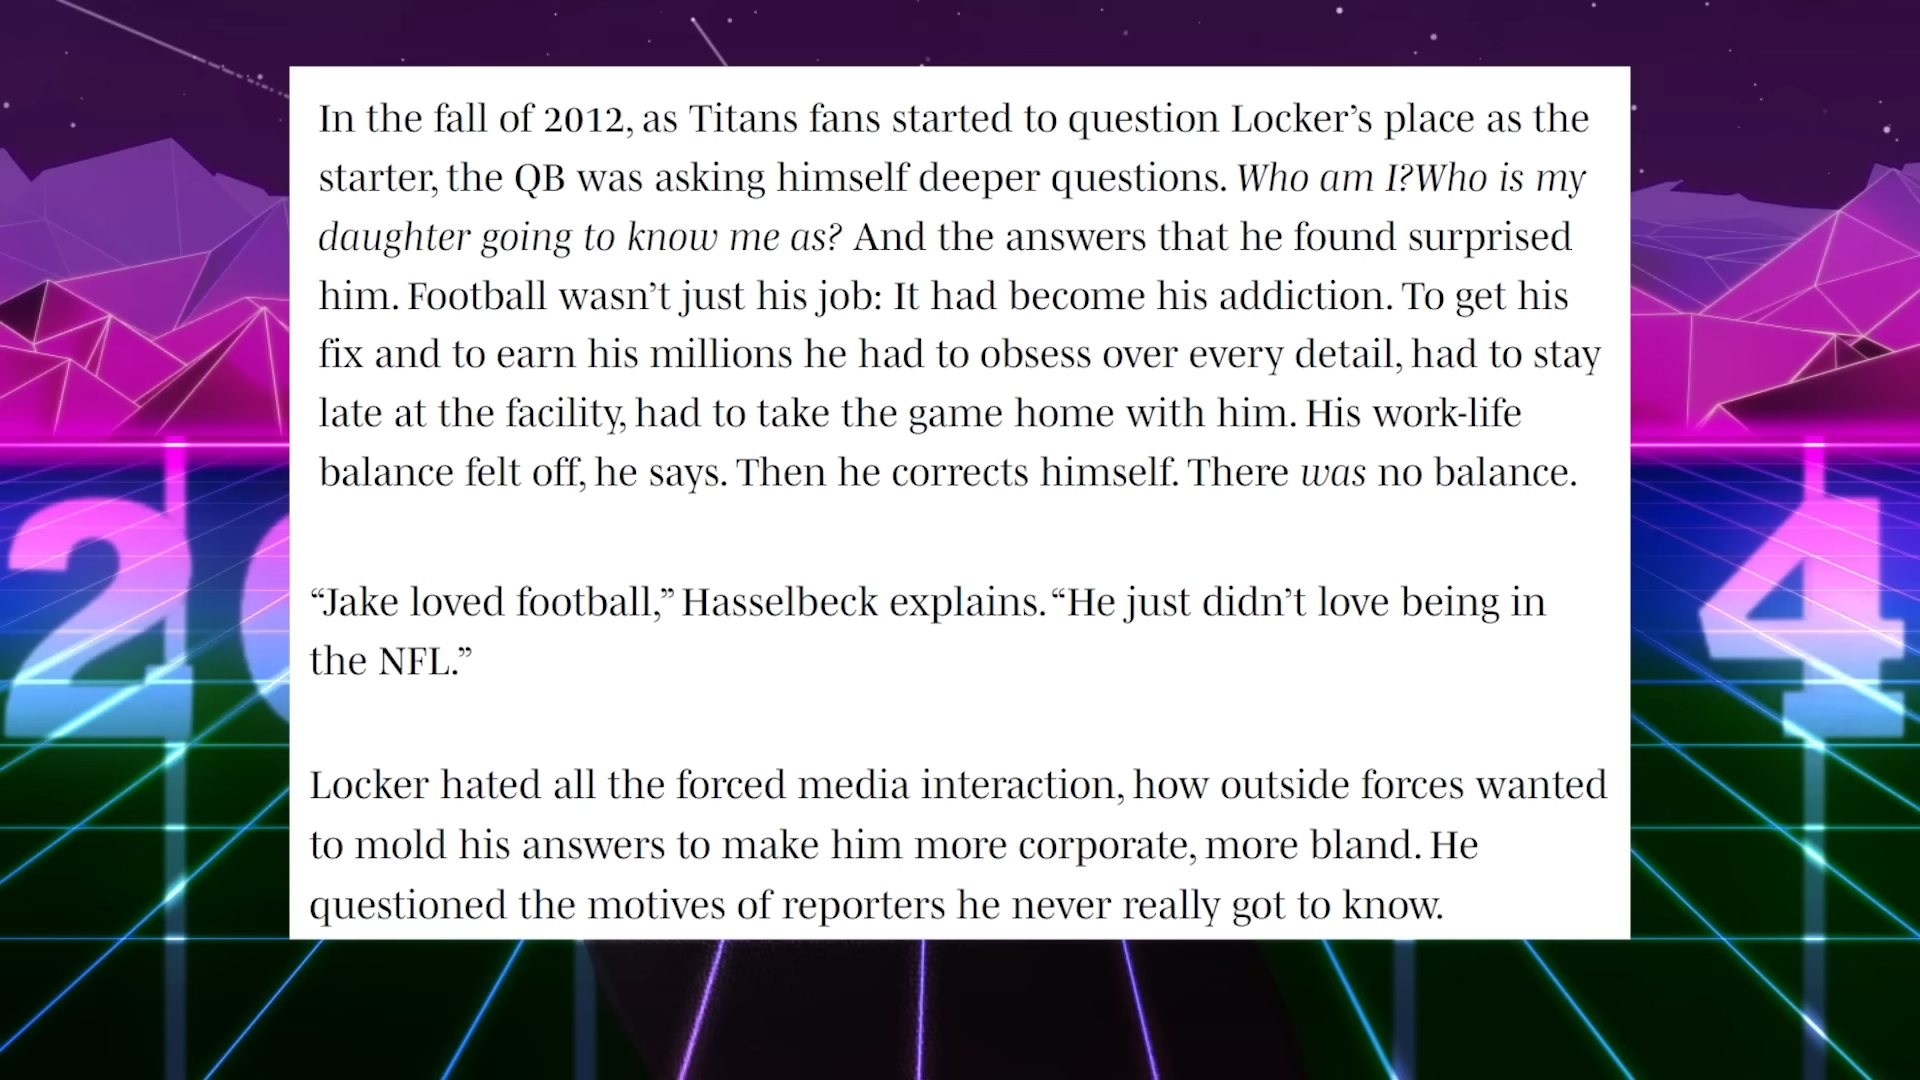 In the fall of 2012, as Titans fans started to question Locker’s place as the
starter, the QB was asking himself deeper questions. Who am I?Who is my
daughter going to know me as? And the answers that he found surprised
him. Football wasn’t just his job: It had become his addiction. To get his
fix and to earn his millions he had to obsess over every detail, had to stay
late at the facility, had to take the game home with him. His work-life
balance felt off, he says. Then he corrects himself. There was no balance.
“Jake loved football,” Hasselbeck explains. “He just didn’t love being in
the NFL.”
Locker hated all the forced media interaction, how outside forces wanted
to mold his answers to make him more corporate, more bland. He
questioned the motives of reporters he never really got to know.
2
4